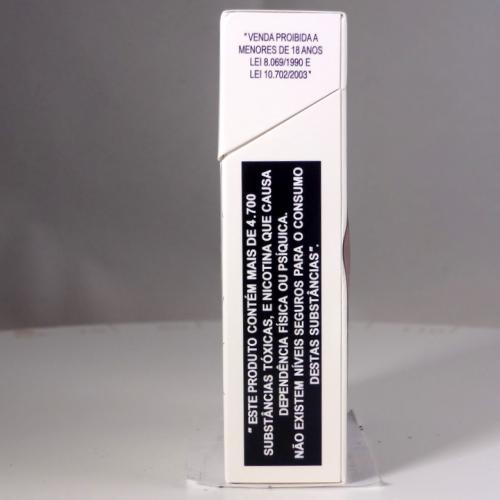 "VENDA PROIBIDA A
MENORES DE 18 ANOS
LEI 8.069/1990 E
LEI 10.702/2003"
"ESTE PRODUTO CONTÉM MAIS DE 4.700
SUBSTÂNCIAS TÓXICAS, E NICOTINA QUE CAUSA
DEPENDÊNCIA FÍSICA OU PSÍQUICA.
NÃO EXISTEM NÍVEIS SEGUROS PARA O CONSUMO
DESTAS SUBSTÂNCIAS".